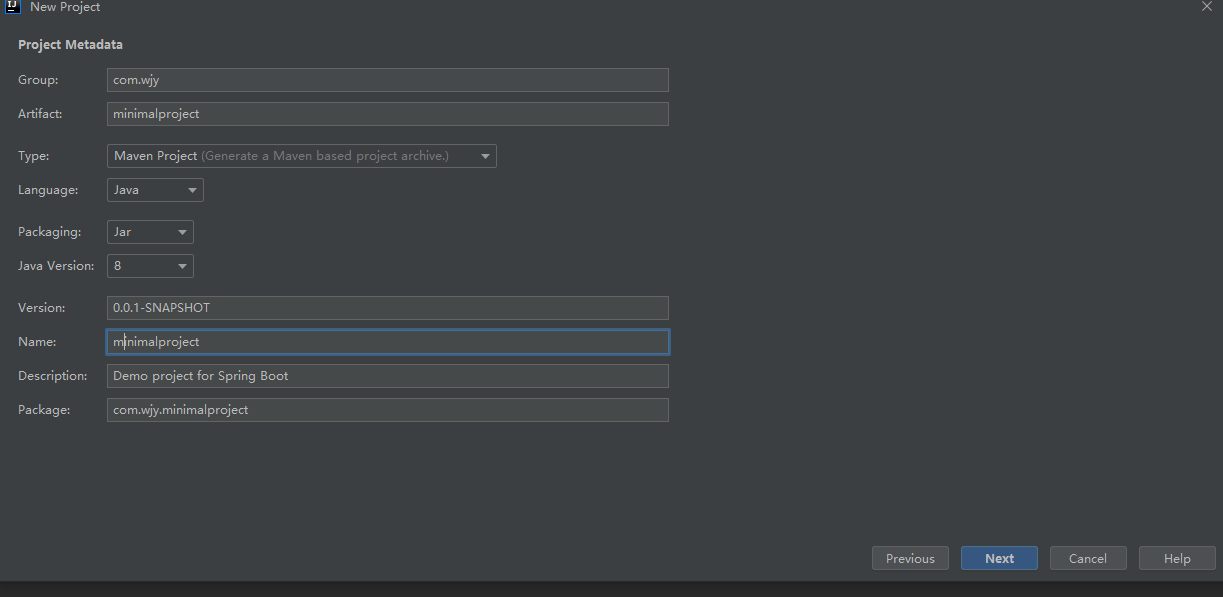 IJ New Project
Project Metadata
Group: com.wjy
Artifact: minimalproject
Type: Maven Project (Generate a Maven based project archive.)
Language: Java
Packaging: Jar
Java Version: 8
Version: 0.0.1-SNAPSHOT
Name: minimalproject
Description: Demo project for Spring Boot
Package: com.wjy.minimalproject
Previous Next Cancel Help